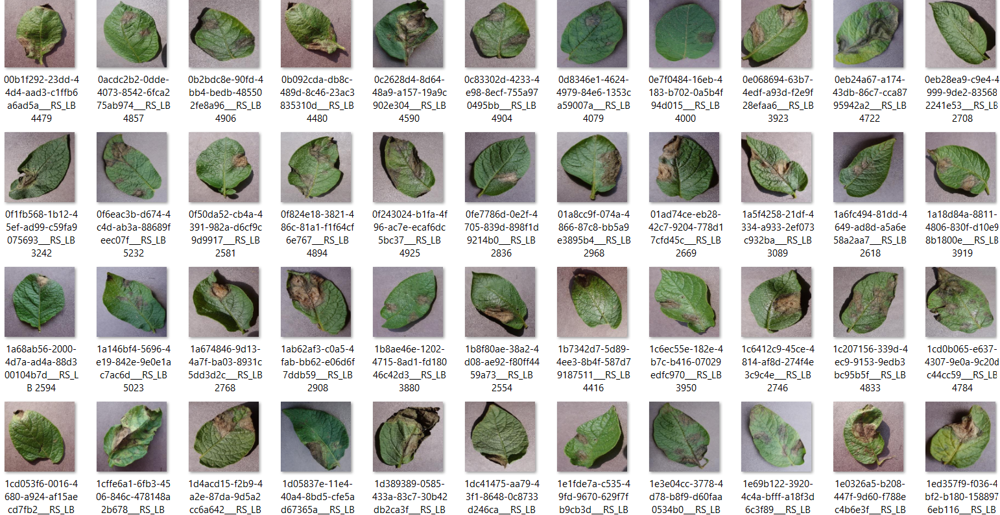 00b1f292-23dd-4 0acdc2b2-0dde- 0b2bdc8e-90fd-4 0b092cda-db8c- 0c2628d4-8d64- 0c83302d-4233-4 0d8346e1-4624- 0e7f0484-16eb-4 0e068694-63b7- 0eb24a67-a174- 0eb28ea9-c9e4-4
4d4-aad3-c1ffb6 4073-8542-6fca2 bb4-bedb-48550 489d-8c46-23ac3 48a9-a157-19a9c e98-8ecf-755a97 4979-84e6-1353c 183-b702-0a5b4f 4edf-a93d-f2e9f 43db-86c7-cca87 999-9de2-83568
a6ad5a___RS_LB 75ab974___RS_LB 2fe8a96___RS_LB 835310d___RS_LB 902e304___RS_LB 0495bb___RS_LB a59007a___RS_LB 94d015___RS_LB 28efaa6___RS_LB 95942a2___RS_LB 2241e53___RS_LB
4479 4857 4906 4480 4590 4904 4079 4000 3923 4722 2708
0f1fb568-1b12-4 0f6eac3b-d674-4 0f50da52-cb4a-4 0f824e18-3821-4 0f243024-b1fa-4f 0fe7786d-0e2f-4 01a8cc9f-074a-4 01ad74ce-eb28- 1a5f4258-21df-4 1a6fc494-81dd-4 1a18d84a-8811-
5ef-ad99-c59fa9 c4d-ab3a-88689f 391-982a-d6cf9c 86c-81a1-f1f64cf 96-ac7e-ecaf6dc 705-839d-898f1d 866-87c8-bb5a9 42c7-9204-778d1 334-a933-2ef073 649-ad8d-a5a6e 4806-830f-d10e9
075693___RS_LB eec07f___RS_LB 9d9917___RS_LB 6e767___RS_LB 5bc37___RS_LB 9214b0___RS_LB e3895b4___RS_LB 7cfd45c___RS_LB c932ba___RS_LB 58a2aa7___RS_LB 8b1800e___RS_LB
3242 5232 2581 4894 4925 2836 2968 2669 3089 2618 3919
1a68ab56-2000- 1a146bf4-5696-4 1a674846-9d13- 1ab62af3-c0a5-4 1b8ae46e-1202- 1b8f80ae-38a2-4 1b7342d7-5d89- 1c6ec55e-182e-4 1c6412c9-45ce-4 1c207156-339d-4 1cd0b065-e637-
4d7a-ad4a-88d3 e19-842e-9e0e1a 4a7f-ba03-8931c fab-bb62-e06d6f 4715-8ad1-fd180 d08-ae92-f80ff44 4ee3-8b4f-587d7 b7c-b416-07029 814-af8d-274f4e ec9-9153-9edb3 4307-9e0a-9c20d
00104b7d___RS_L c7ac6d___RS_LB 5dd3d2c___RS_LB 7ddb59___RS_LB 46c42d3___RS_LB 59a73___RS_LB 9187511___RS_LB edfc970___RS_LB 3c9c4e___RS_LB bc95b5f___RS_LB c44cc59___RS_LB
B 2594 5023 2768 2908 3880 2554 4416 3950 2746 4833 4784
1cd053f6-0016-4 1cffe6a1-6fb3-45 1d4acd15-f2b9-4 1d05837e-11e4- 1d389389-0585- 1dc41475-aa79-4 1e1fde7a-c535-4 1e3e04cc-3778-4 1e69b122-3920- 1e0326a5-b208- 1ed357f9-f036-4
680-a924-af15ae 06-846c-478148a a2e-87da-9d5a2 40a4-8bd5-cfe5a 433a-83c7-30b42 3f1-8648-0c8733 9fd-9670-629f7f d78-b8f9-d60faa 4c4a-bfff-a18f3d 447f-9d60-f788e bf2-b180-158897
cd7fb2___RS_LB 2b678___RS_LB cc6a642___RS_LB d67365a___RS_LB db2ca3f___RS_LB d246ca___RS_LB b9cb3d___RS_LB 0534b0___RS_LB 6c3f89___RS_LB c4b6e3f___RS_LB 6eb116___RS_LB